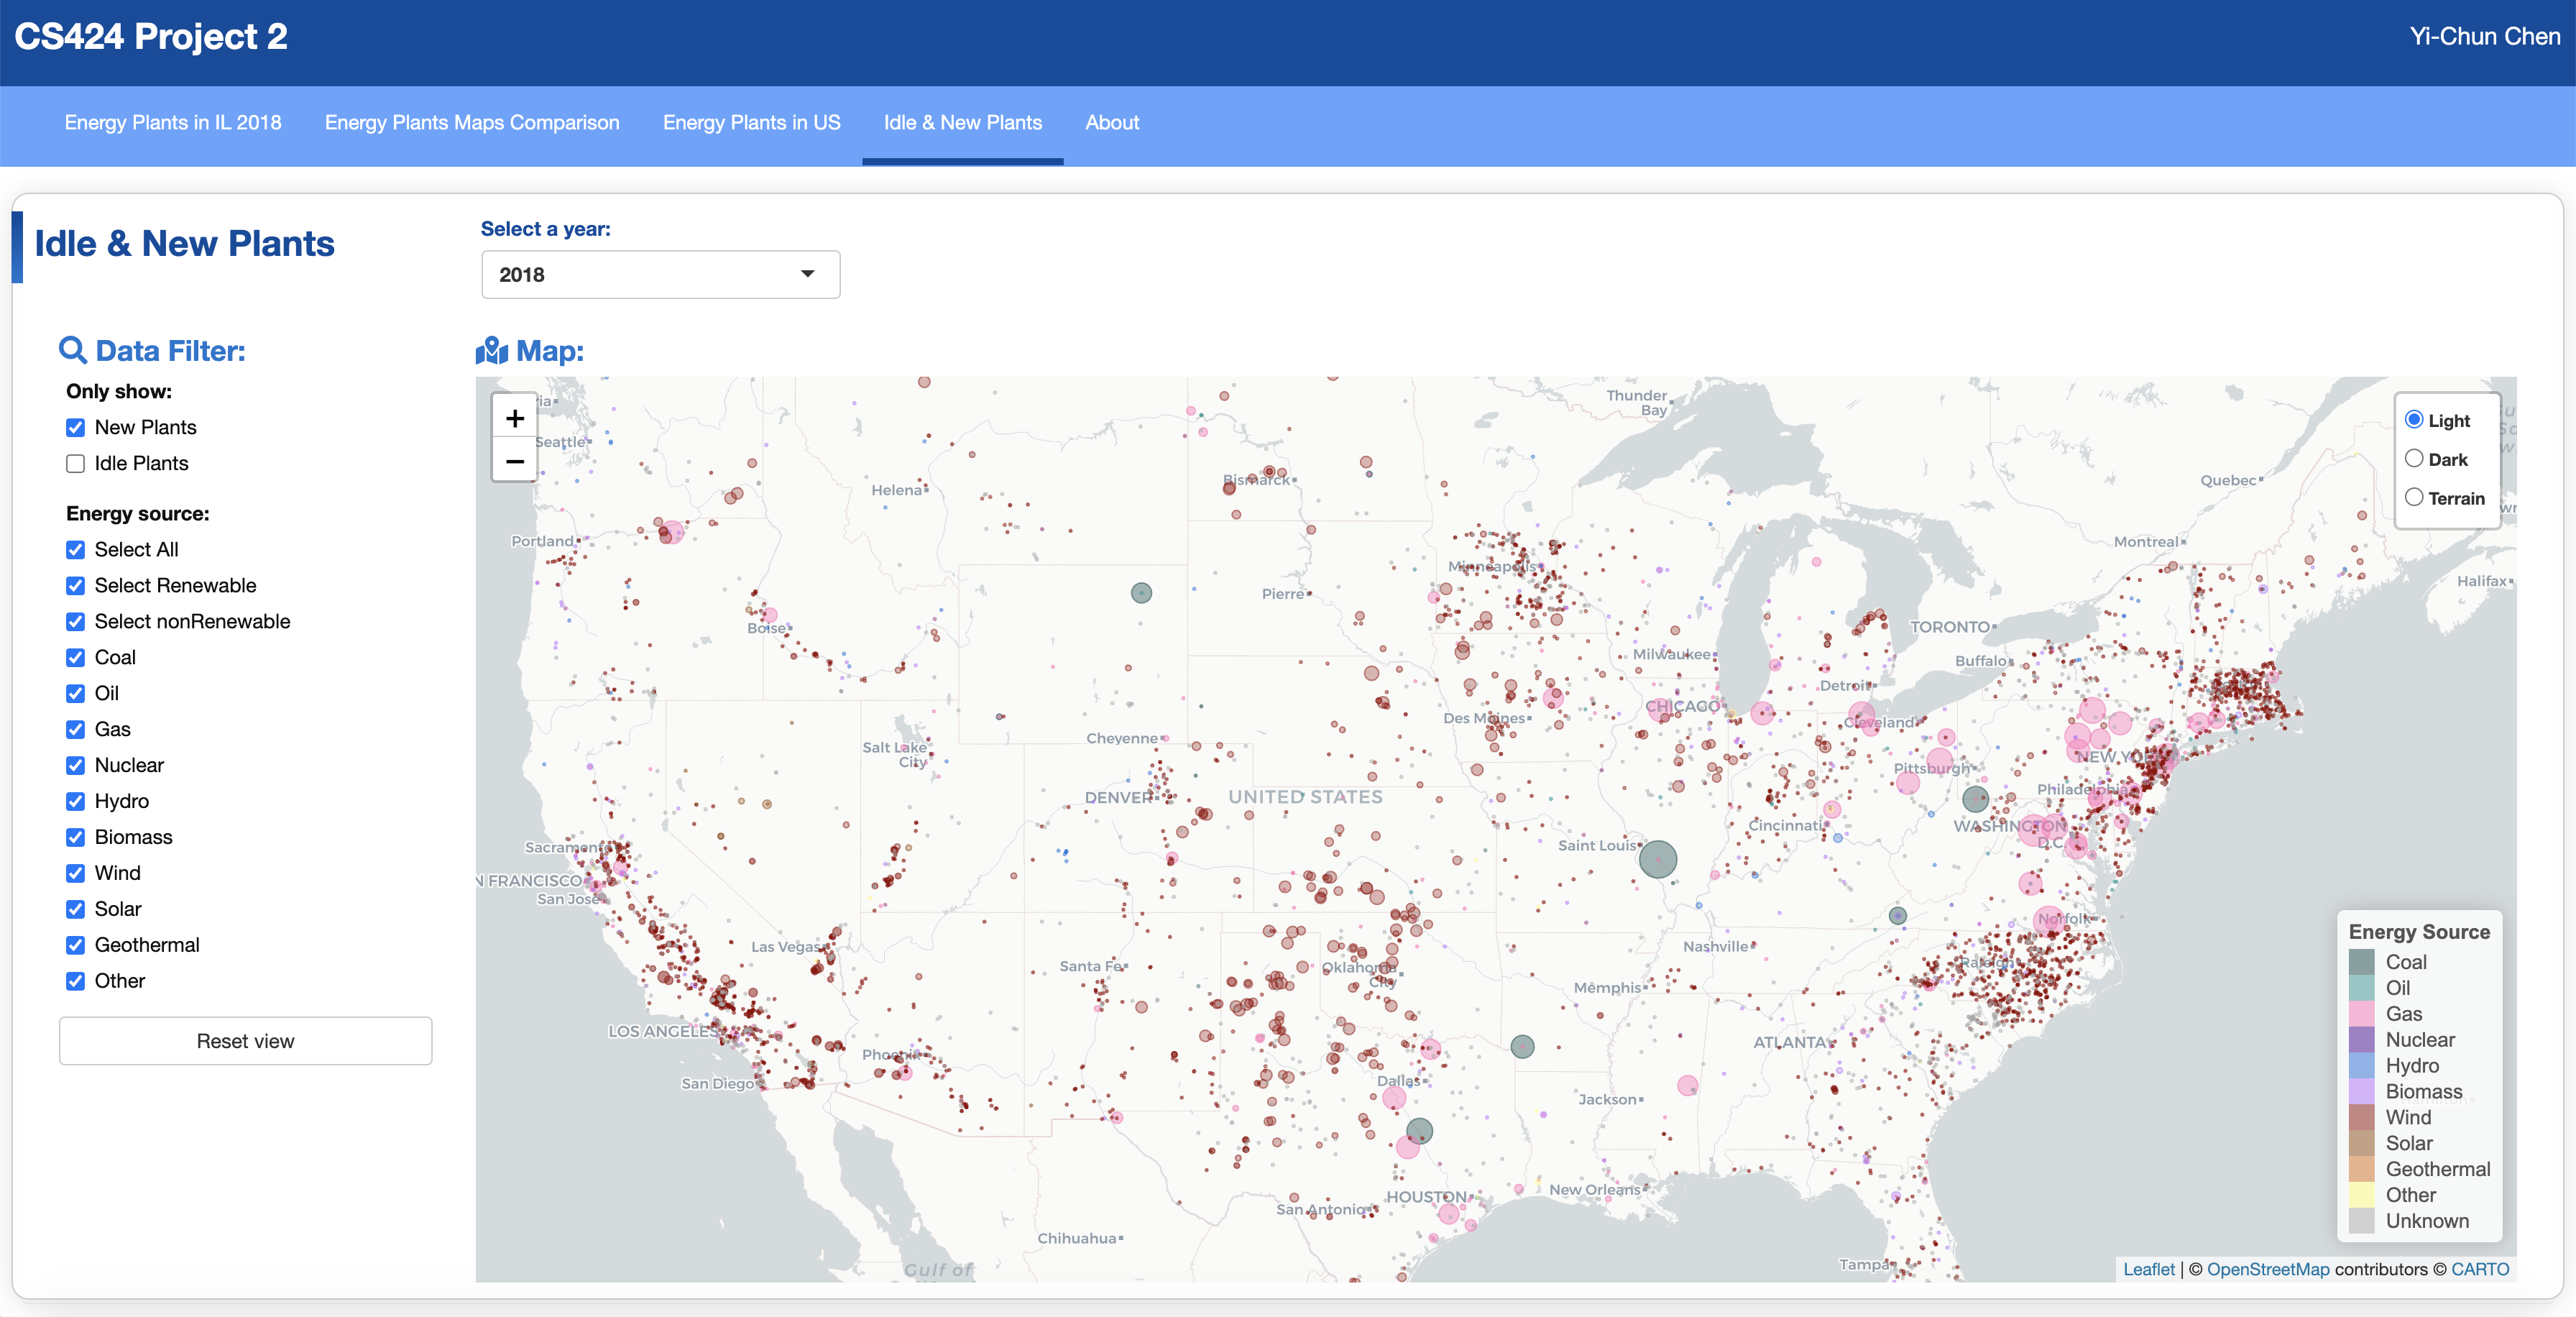 CS424 Project 2
Yi-Chun Chen
Energy Plants in IL 2018
Energy Plants Maps Comparison
Energy Plants in US
Idle & New Plants
About
Idle & New Plants
Select a year:
2018
Data Filter:
Only show:
New Plants
Idle Plants
Energy source:
Select All
Select Renewable
Select nonRenewable
Coal
Oil
Gas
Nuclear
Hydro
Biomass
Wind
Solar
Geothermal
Other
Reset view
Map:
+
−
Light
Dark
Terrain
Thunder
Bay
Seattle
Helena
Bismarck
Quebec
Portland
Montreal
Minneapolis
Halifax
Pierre
Boise
TORONTO
Milwaukee
Buffalo
Detroit
CHICAGO
Des Moines
Cleveland
Cheyenne
Salt Lake
City
NEW YORK
Pittsburgh
DENVER
UNITED STATES
Philadelphia
Cincinnati
WASHINGTON
D.C.
Sacramento
Saint Louis
N FRANCISCO
San Jose
Norfolk
Las Vegas
Nashville
Santa Fe
Oklahoma
City
Raleigh
Memphis
LOS ANGELES
Phoenix
ATLANTA
San Diego
Dallas
Jackson
HOUSTON
New Orleans
San Antonio
Chihuahua
Tampa
Gulf of
Energy Source
Coal
Oil
Gas
Nuclear
Hydro
Biomass
Wind
Solar
Geothermal
Other
Unknown
Leaflet | © OpenStreetMap contributors © CARTO